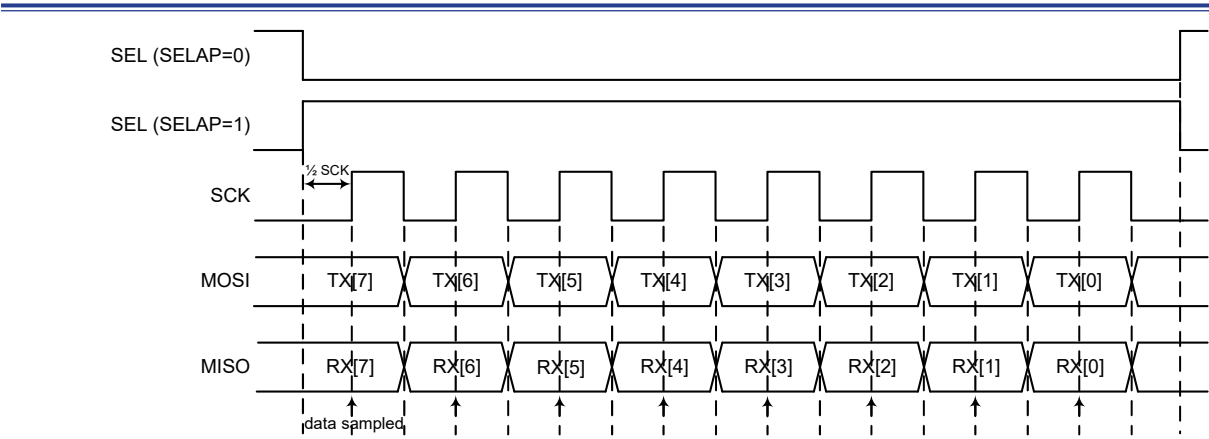 SEL (SELAP=0)
SEL (SELAP=1)
½ SCK
SCK
MOSI TX[7] TX[6] TX[5] TX[4] TX[3] TX[2] TX[1] TX[0]
MISO RX[7] RX[6] RX[5] RX[4] RX[3] RX[2] RX[1] RX[0]
data sampled